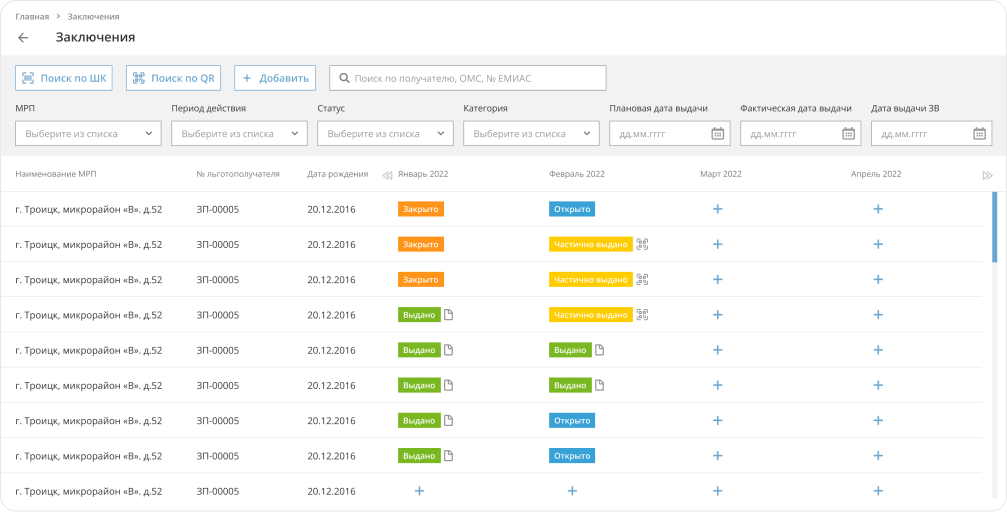 Главная > Заключения
Заключения
Поиск по ШК Поиск по QR + Добавить Поиск по получателю, ОМС, № ЕМИАС
МРП Период действия Статус Категория Плановая дата выдачи Фактическая дата выдачи Дата выдачи ЗВ
Выберите из списка Выберите из списка Выберите из списка Выберите из списка дд.мм.гггг дд.мм.гггг дд.мм.гггг
Наименование МРП № льготополучателя Дата рождения Январь 2022 Февраль 2022 Март 2022 Апрель 2022
г. Троицк, микрорайон «В». д.52 ЗП-00005 20.12.2016 Закрыто Открыто + +
г. Троицк, микрорайон «В». д.52 ЗП-00005 20.12.2016 Закрыто Частично выдано + +
г. Троицк, микрорайон «В». д.52 ЗП-00005 20.12.2016 Закрыто Частично выдано + +
г. Троицк, микрорайон «В». д.52 ЗП-00005 20.12.2016 Выдано Частично выдано + +
г. Троицк, микрорайон «В». д.52 ЗП-00005 20.12.2016 Выдано Выдано + +
г. Троицк, микрорайон «В». д.52 ЗП-00005 20.12.2016 Выдано Выдано + +
г. Троицк, микрорайон «В». д.52 ЗП-00005 20.12.2016 Выдано Открыто + +
г. Троицк, микрорайон «В». д.52 ЗП-00005 20.12.2016 Выдано Открыто + +
г. Троицк, микрорайон «В». д.52 ЗП-00005 20.12.2016 + + + +